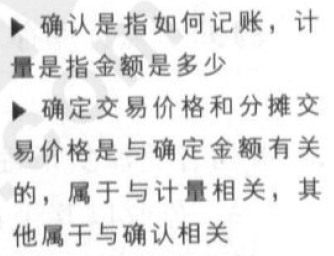 ▶ 确认是指如何记账，计
量是指金额是多少
▶ 确定交易价格和分摊交
易价格是与确定金额有关
的，属于与计量相关，其
他属于与确认相关